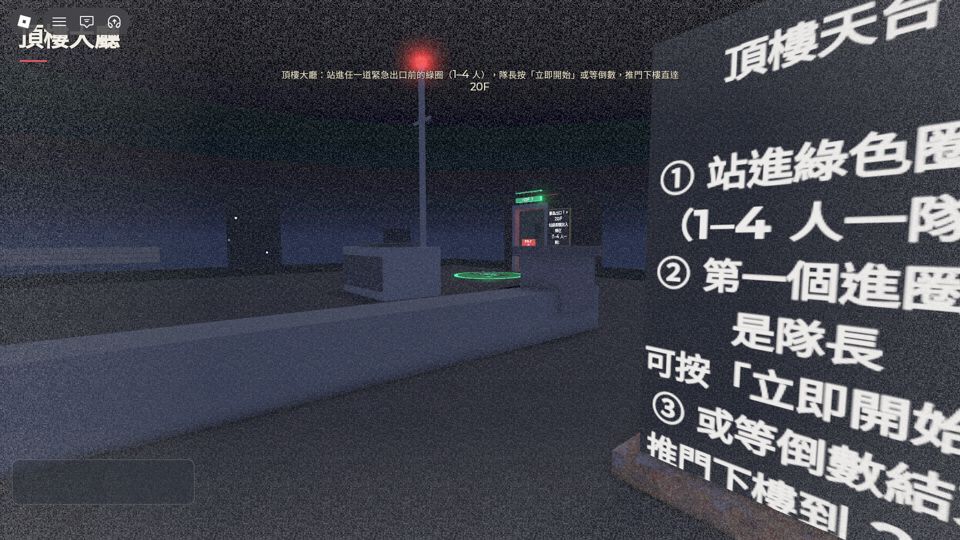 頂樓大廳
頂樓大廳：站進任一道緊急出口前的綠圈（1–4 人），隊長按「立即開始」或等倒數，推門下樓直達
20F
頂樓天台
① 站進綠色圈
（1–4 人一隊
② 第一個進圈
是隊長
可按「立即開始
③ 或等倒數結
推門下樓到